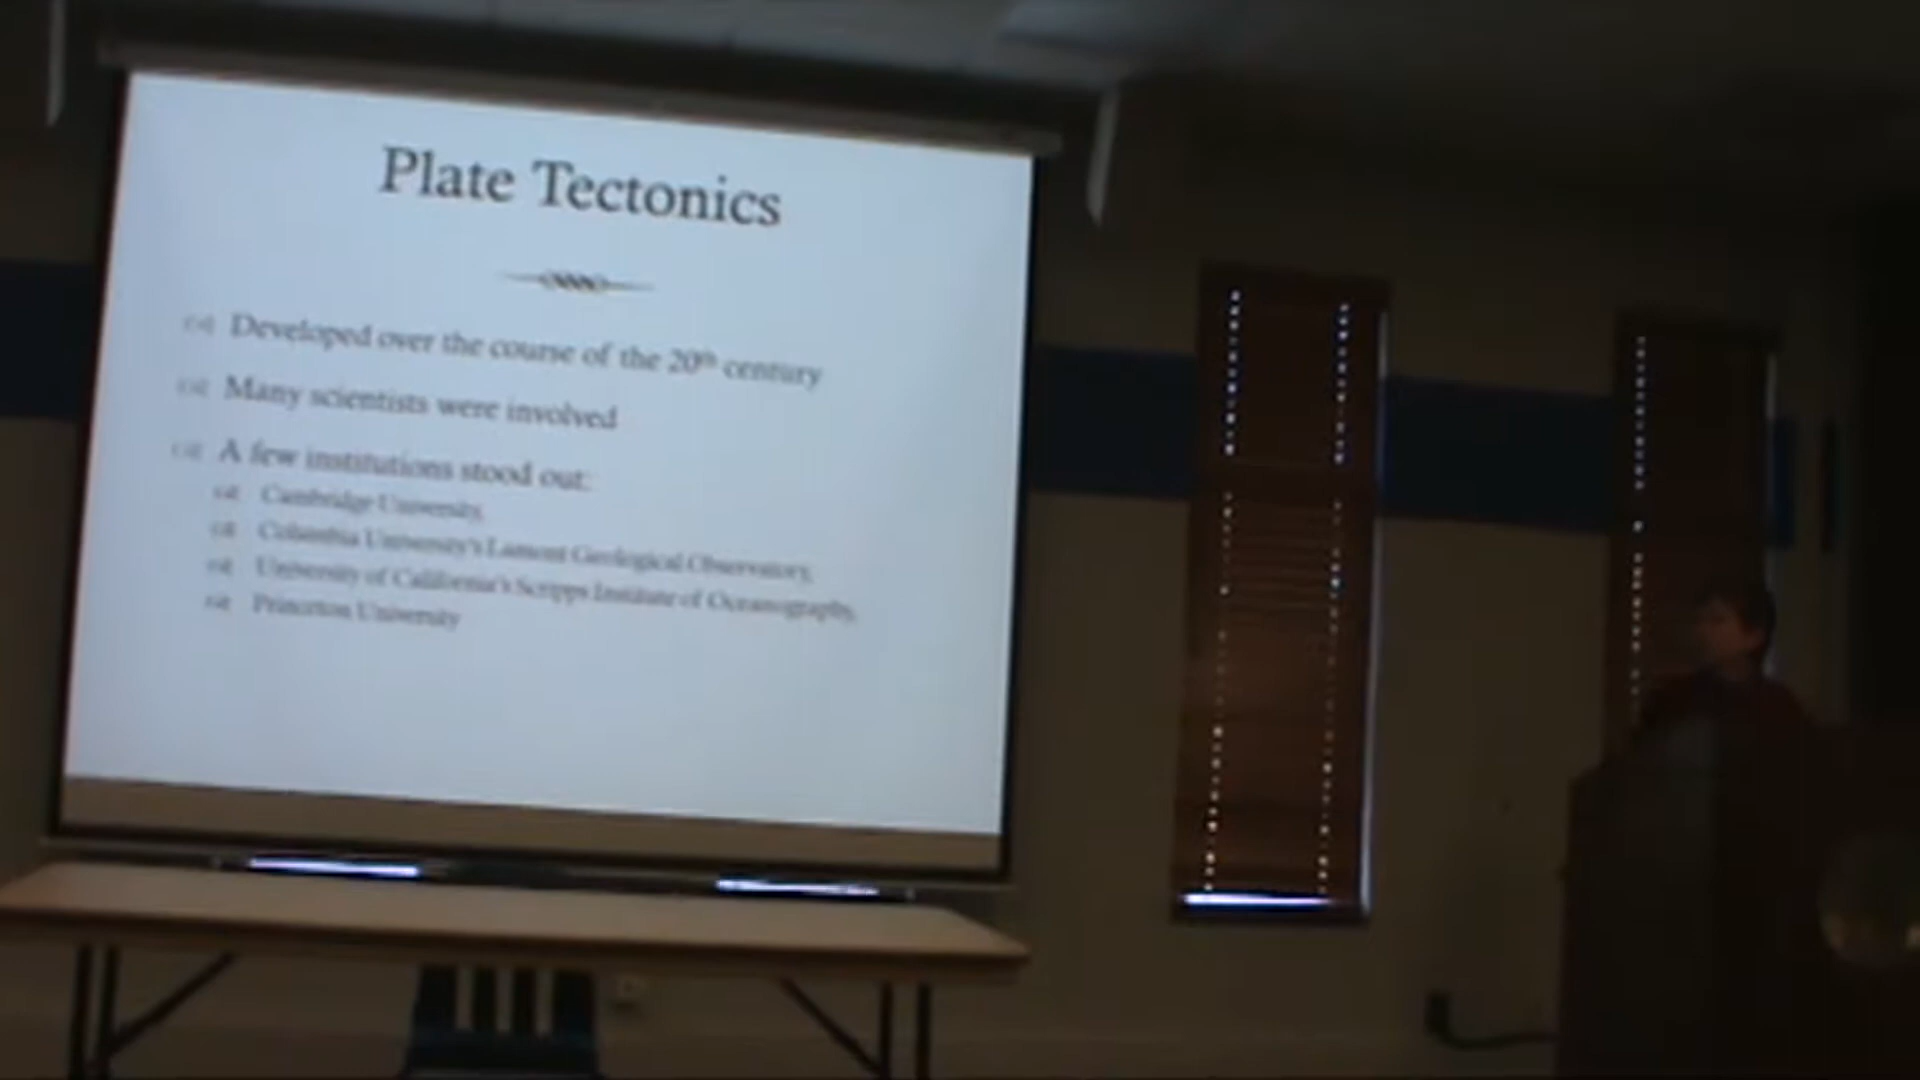 Plate Tectonics
Developed over the course of the 20th century
Many scientists were involved
A few institutions stood out:
Cambridge University,
Columbia University's Lamont Geological Observatory,
University of California's Scripps Institute of Oceanography,
Princeton University